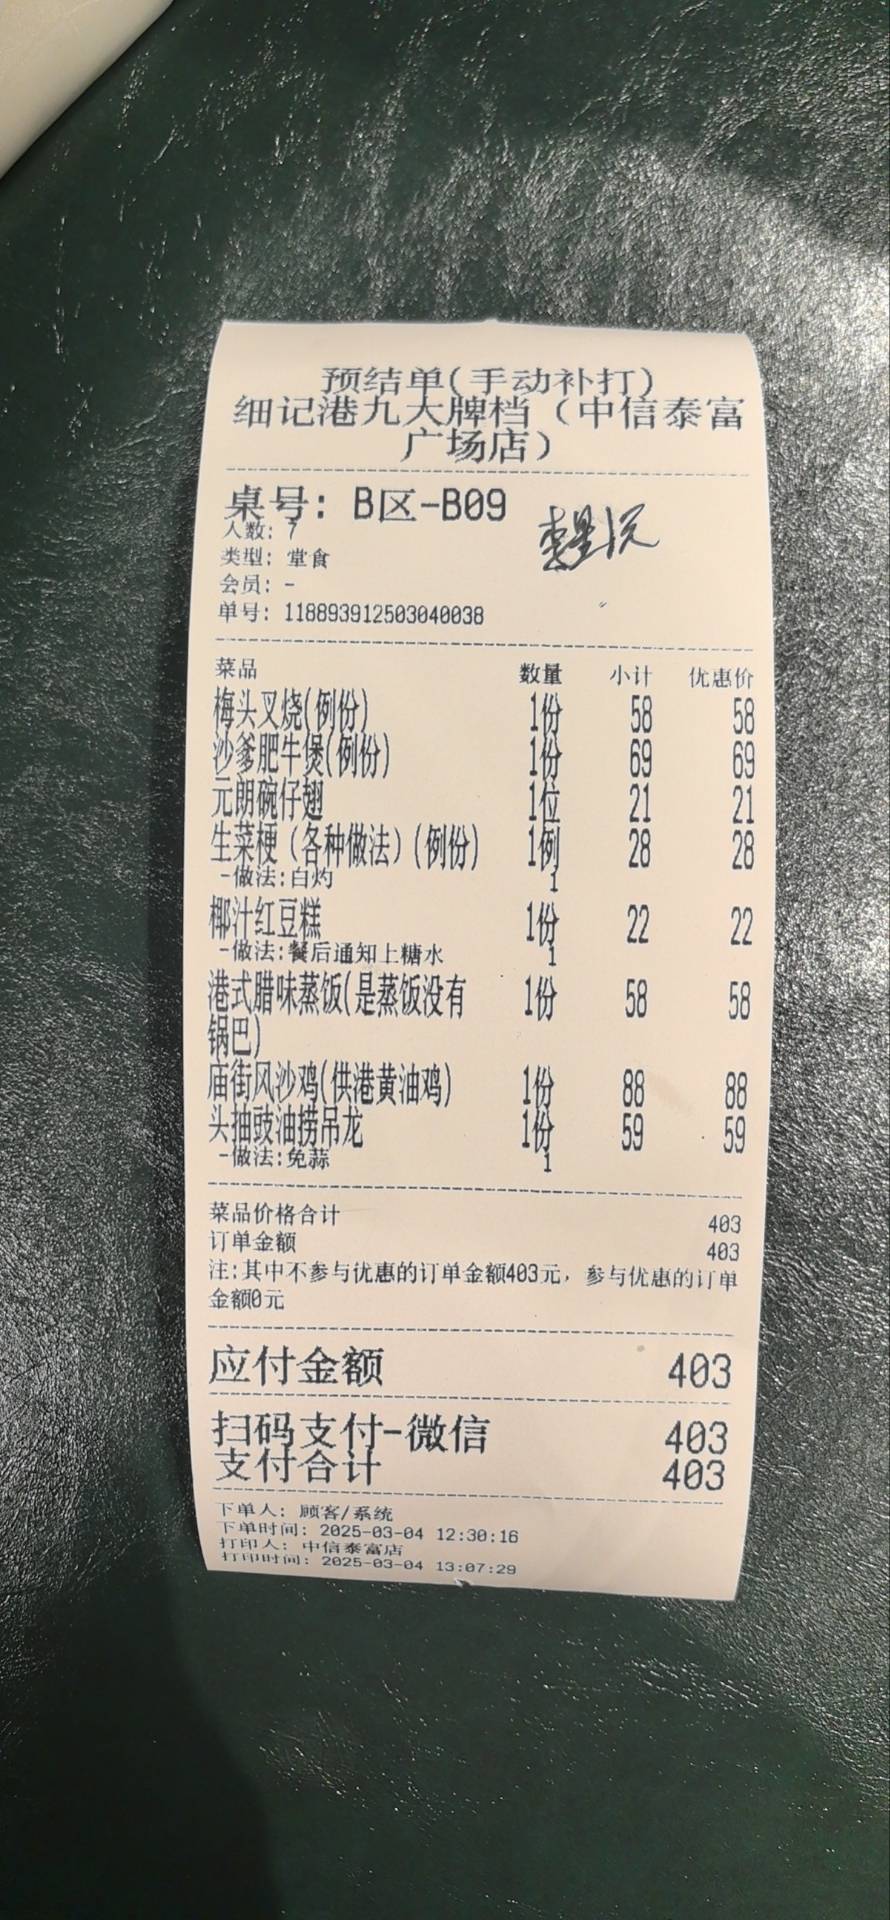 预结单(手动补打)
细记港九大牌档（中信泰富
广场店）
桌号: B区-B09
人数: 7
类型: 堂食
会员: -
单号: 118893912503040038
菜品 数量 小计 优惠价
梅头叉烧(例份) 1份 58 58
沙爹肥牛煲(例份) 1份 69 69
元朗碗仔翅 1位 21 21
生菜梗（各种做法）(例份) 1例 28 28
-做法:白灼 1
椰汁红豆糕 1份 22 22
-做法:餐后通知上糖水 1
港式腊味蒸饭(是蒸饭没有 1份 58 58
锅巴)
庙街风沙鸡(供港黄油鸡) 1份 88 88
头抽豉油捞吊龙 1份 59 59
-做法:免蒜 1
菜品价格合计 403
订单金额 403
注:其中不参与优惠的订单金额403元，参与优惠的订单
金额0元
应付金额 403
扫码支付-微信 403
支付合计 403
下单人: 顾客/系统
下单时间: 2025-03-04 12:30:16
打印人: 中信泰富店
打印时间: 2025-03-04 13:07:29